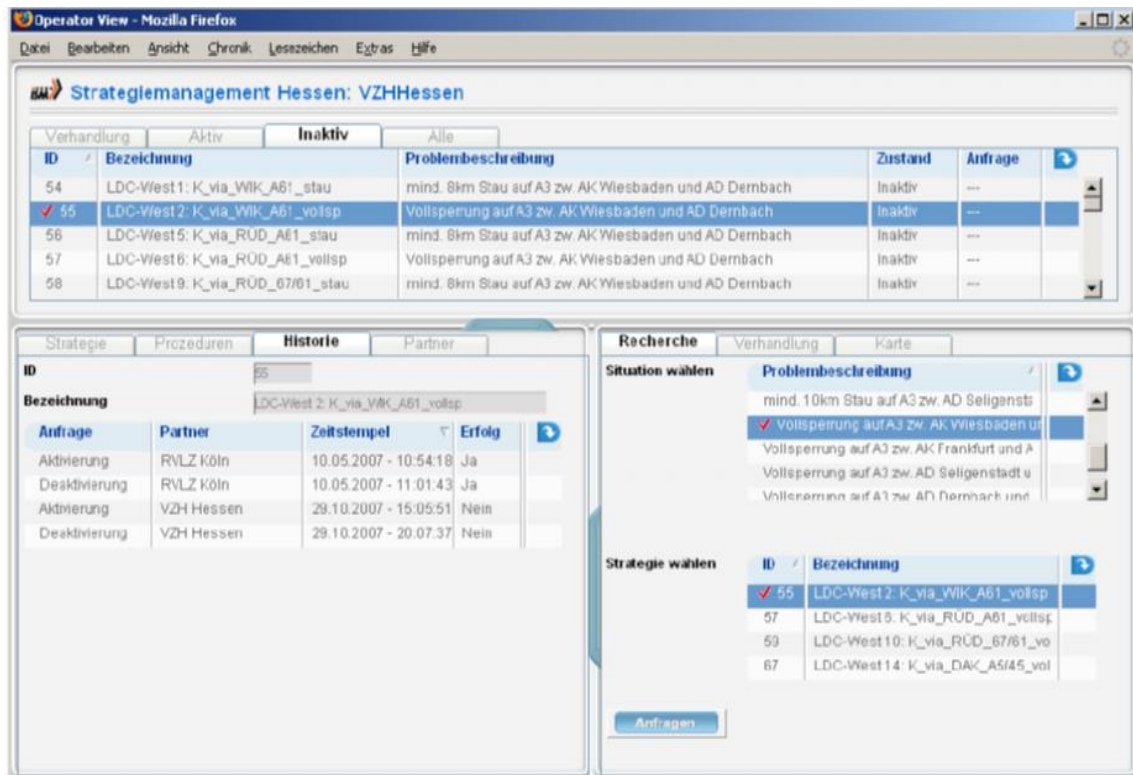 Operator View - Mozilla Firefox
Datei Bearbeiten Ansicht Chronik Lesezeichen Extras Hilfe
Strategiemanagement Hessen: VZHHessen
Verhandlung Aktiv Inaktiv Alle
ID Bezeichnung Problembeschreibung Zustand Anfrage
54 LDC-West 1: K_via_WIK_A61_stau mind. 8km Stau auf A3 zw. AK Wiesbaden und AD Dernbach Inaktiv ---
55 LDC-West 2: K_via_WIK_A61_vollsp Vollsperrung auf A3 zw. AK Wiesbaden und AD Dernbach Inaktiv ---
56 LDC-West 5: K_via_RÜD_A61_stau mind. 8km Stau auf A3 zw. AK Wiesbaden und AD Dernbach Inaktiv ---
57 LDC-West 6: K_via_RÜD_A61_vollsp Vollsperrung auf A3 zw. AK Wiesbaden und AD Dernbach Inaktiv ---
58 LDC-West 9: K_via_RÜD_67/61_stau mind. 8km Stau auf A3 zw. AK Wiesbaden und AD Dernbach Inaktiv ---
Strategie Prozeduren Historie Partner
ID 55
Bezeichnung LDC-West 2: K_via_WIK_A61_vollsp
Anfrage Partner Zeitstempel Erfolg
Aktivierung RVLZ Köln 10.05.2007 - 10:54:18 Ja
Deaktivierung RVLZ Köln 10.05.2007 - 11:01:43 Ja
Aktivierung VZH Hessen 29.10.2007 - 15:05:51 Nein
Deaktivierung VZH Hessen 29.10.2007 - 20:07:37 Nein
Recherche Verhandlung Karte
Situation wählen Problembeschreibung
mind. 10km Stau auf A3 zw. AD Seligensta
Vollsperrung auf A3 zw. AK Wiesbaden un
Vollsperrung auf A3 zw. AK Frankfurt und A
Vollsperrung auf A3 zw. AD Seligenstadt u
Vollsperrung auf A3 zw. AD Dernbach und
Strategie wählen ID Bezeichnung
55 LDC-West 2: K_via_WIK_A61_vollsp
57 LDC-West 6: K_via_RÜD_A61_vollsp
59 LDC-West 10: K_via_RÜD_67/61_vo
67 LDC-West 14: K_via_DAK_A5/45_vol
Anfragen